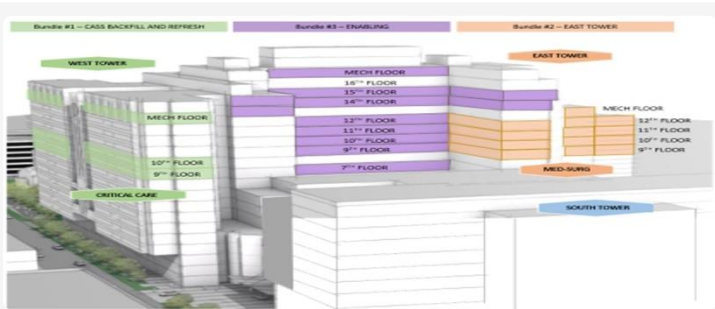 Bundle #1 – CASS BACKFILL AND REFRESH
Bundle #3 – ENABLING
Bundle #2 – EAST TOWER
WEST TOWER
EAST TOWER
MECH FLOOR
16TH FLOOR
15TH FLOOR
14TH FLOOR
12TH FLOOR
11TH FLOOR
10TH FLOOR
9TH FLOOR
7TH FLOOR
MECH FLOOR
10TH FLOOR
9TH FLOOR
CRITICAL CARE
MECH FLOOR
12TH FLOOR
11TH FLOOR
10TH FLOOR
9TH FLOOR
MED-SURG
SOUTH TOWER